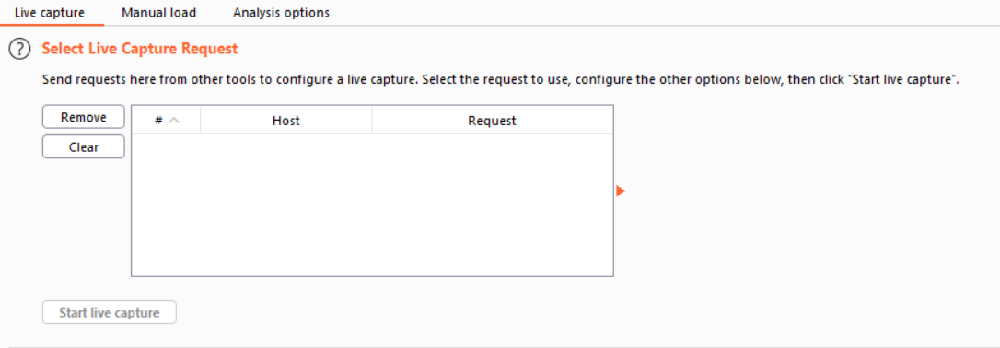 Live capture Manual load Analysis options
? Select Live Capture Request
Send requests here from other tools to configure a live capture. Select the request to use, configure the other options below, then click "Start live capture".
Remove # Host Request
Clear
Start live capture